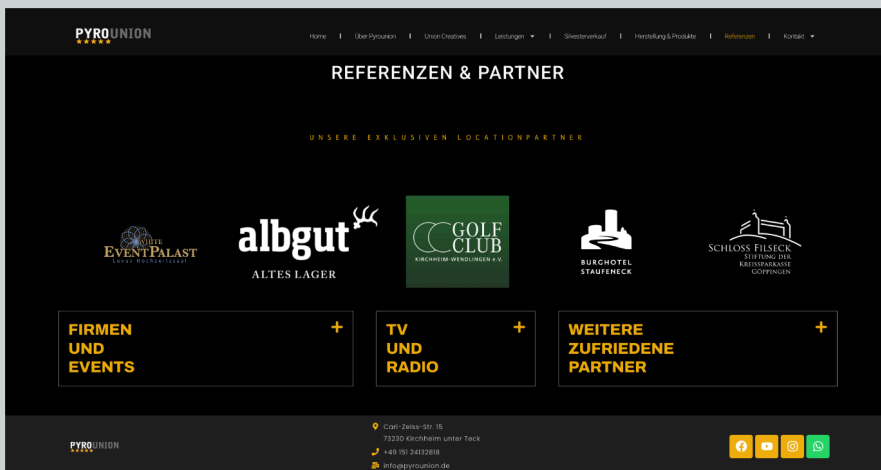 PYROUNION
Home | Über Pyrounion | Union Creatives | Leistungen | Silvesterverkauf | Herstellung & Produkte | Referenzen | Kontakt
REFERENZEN & PARTNER
UNSERE EXKLUSIVEN LOCATIONPARTNER
WHITE
EVENTPALAST
Luxus Hochzeitssaal
albgut
ALTES LAGER
GOLF
CLUB
KIRCHHEIM-WENDLINGEN e.V.
BURGHOTEL
STAUFENECK
SCHLOSS FILSECK
STIFTUNG DER
KREISSPARKASSE
GÖPPINGEN
FIRMEN
UND
EVENTS
TV
UND
RADIO
WEITERE
ZUFRIEDENE
PARTNER
PYROUNION
Carl-Zeiss-Str. 15
73230 Kirchheim unter Teck
+49 151 24132818
info@pyrounion.de